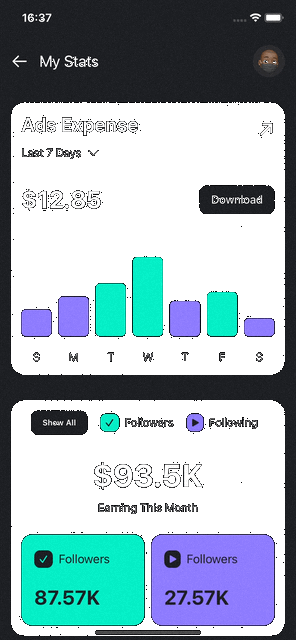 16:37
My Stats
Ads Expense
Last 7 Days
$12.85
Download
S M T W T F S
Show All Followers Following
$93.5K
Earning This Month
Followers Followers
87.57K 27.57K